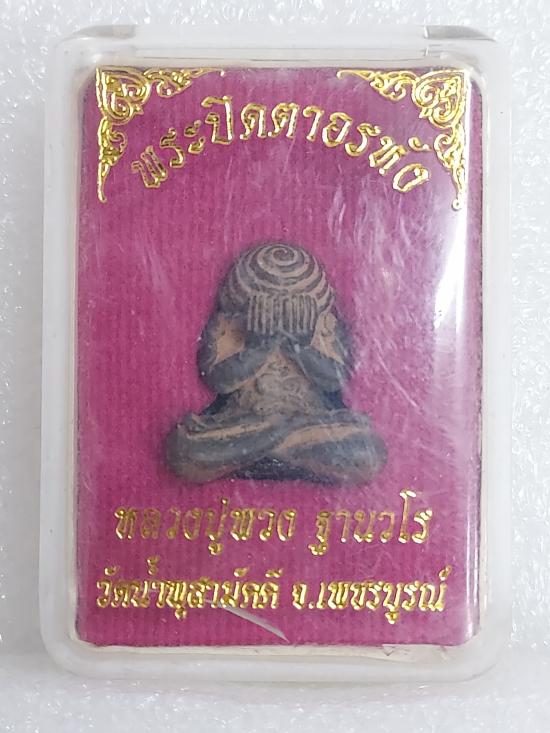 พระปิดตาอรหัง
หลวงปู่พวง ฐานวโร
วัดน้ำพุสามัคคี จ.เพชรบูรณ์